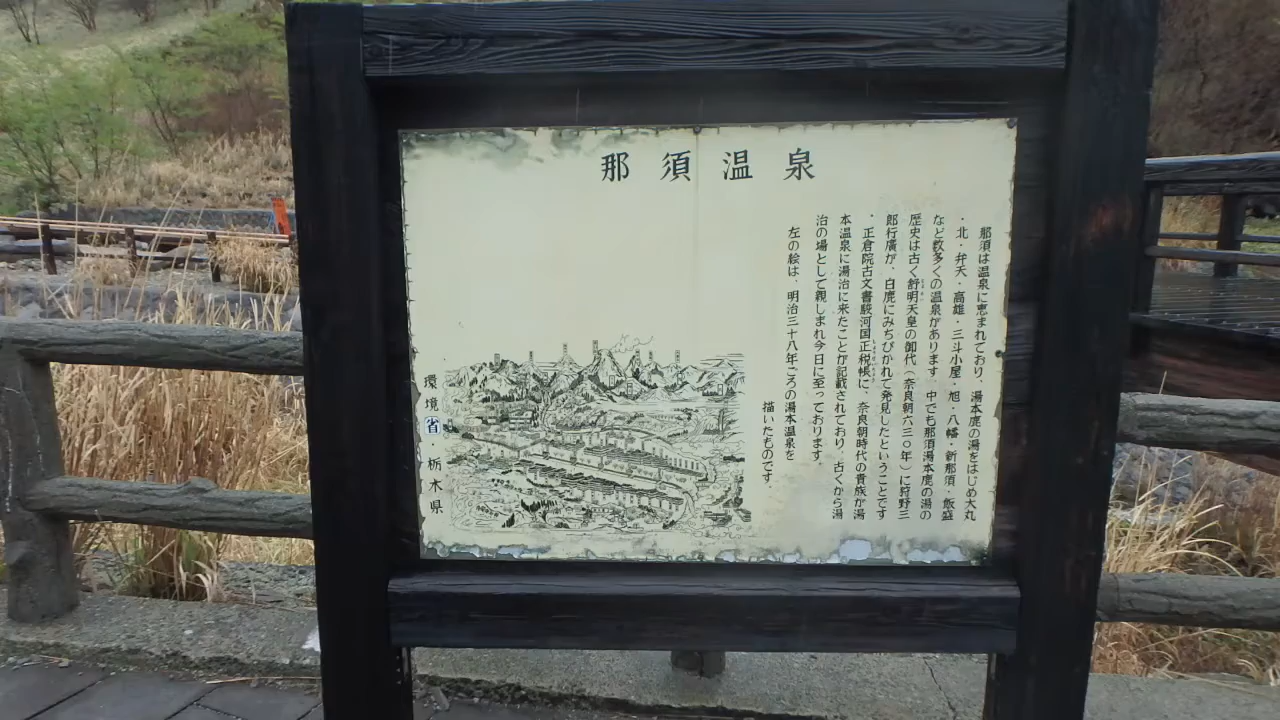 那須温泉
那須は温泉に恵まれており、湯本鹿の湯をはじめ大丸
・北・弁天・高雄・三斗小屋・旭・八幡・新那須・飯盛
など数多くの温泉があります。中でも那須湯本鹿の湯の
歴史は古く舒明天皇の御代（奈良朝六三〇年）に狩野三
郎行廣が、白鹿にみちびかれて発見したということです
・正倉院古文書駿河国正税帳に、奈良朝時代の貴族が湯
本温泉に湯治に来たことが記載されており、古くから湯
治の場として親しまれ今日に至っております。
左の絵は、明治三十八年ごろの湯本温泉を
描いたものです。
環境省・栃木県